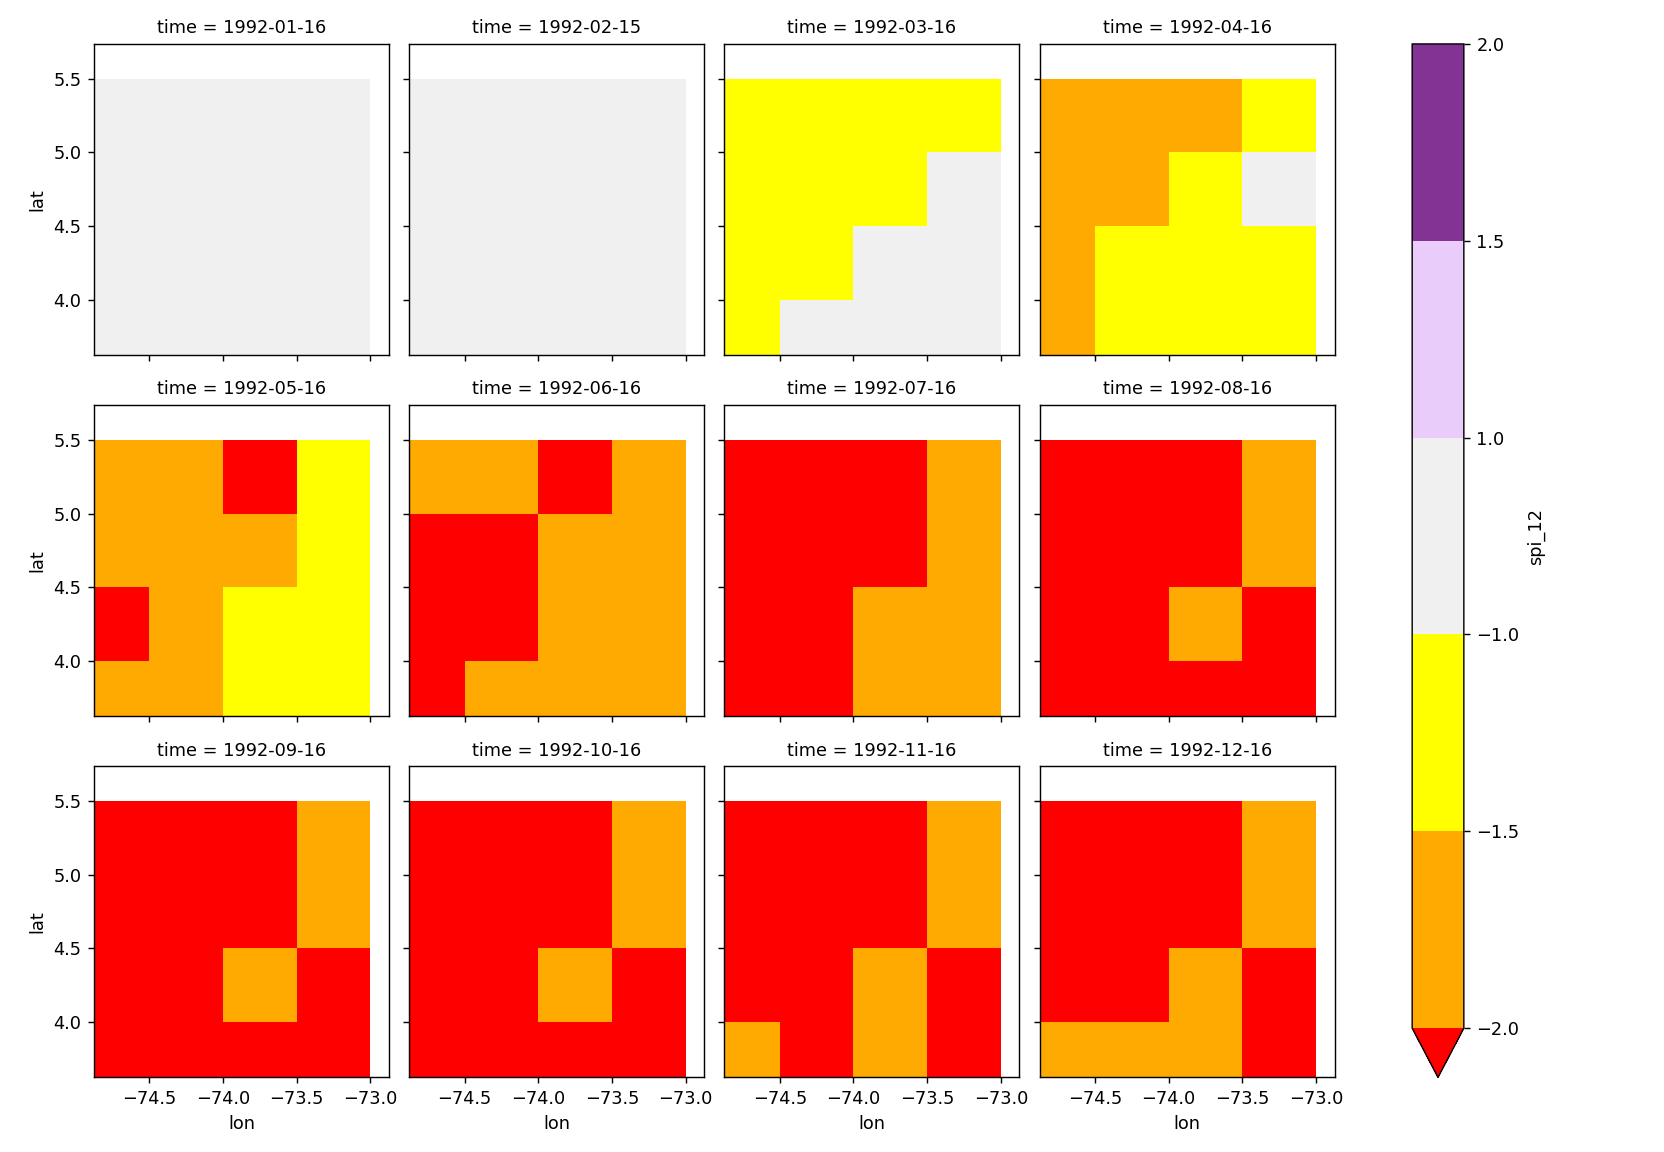 time = 1992-01-16
time = 1992-02-15
time = 1992-03-16
time = 1992-04-16
5.5
5.0
4.5
4.0
lat
time = 1992-05-16
time = 1992-06-16
time = 1992-07-16
time = 1992-08-16
5.5
5.0
4.5
4.0
lat
time = 1992-09-16
time = 1992-10-16
time = 1992-11-16
time = 1992-12-16
5.5
5.0
4.5
4.0
lat
−74.5 −74.0 −73.5 −73.0
lon
−74.5 −74.0 −73.5 −73.0
lon
−74.5 −74.0 −73.5 −73.0
lon
−74.5 −74.0 −73.5 −73.0
lon
2.0
1.5
1.0
−1.0
−1.5
−2.0
spi_12